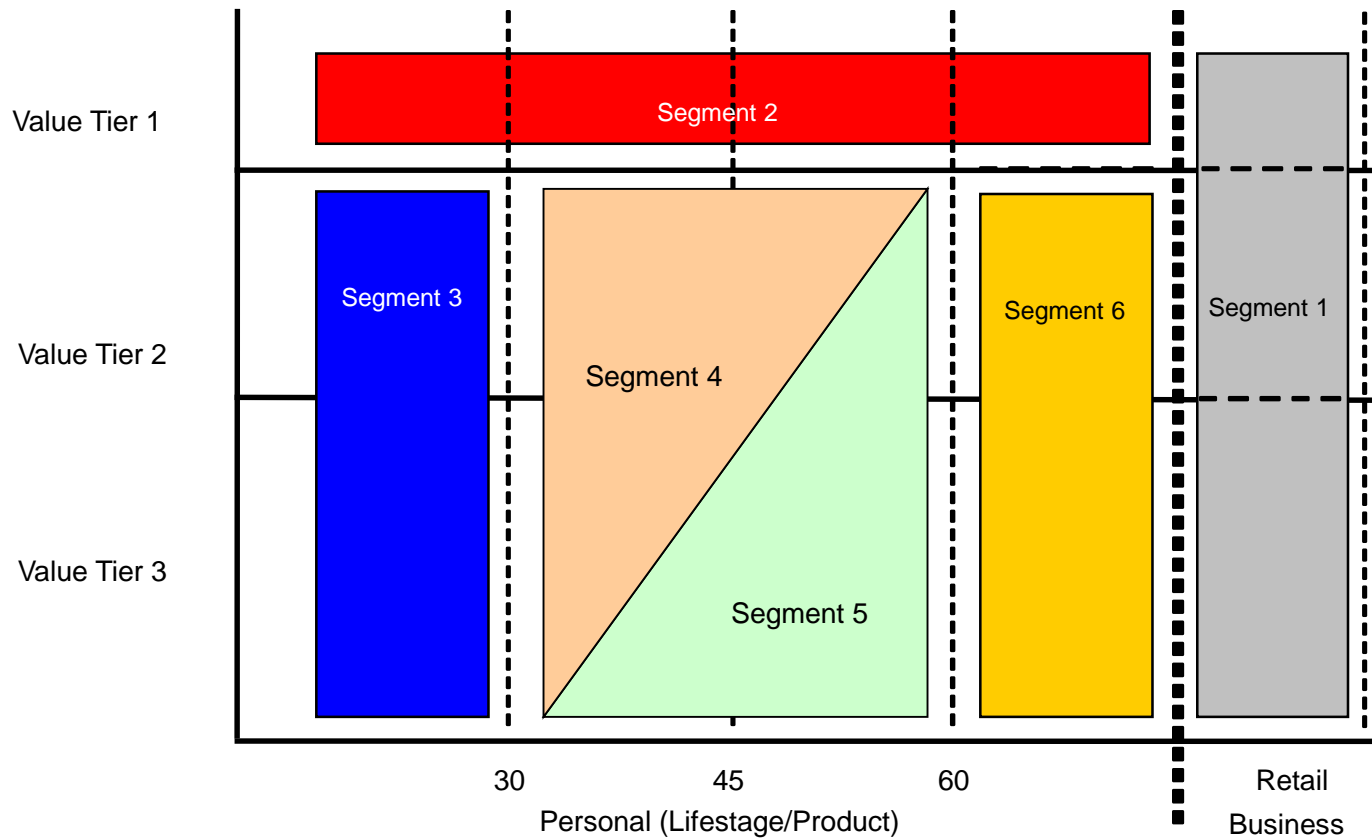 Segment 2
Value Tier 1
Segment 3
Segment 6
Segment 1
Value Tier 2
Segment 4
Value Tier 3
Segment 5
30
45
60
Retail
Business
Personal (Lifestage/Product)